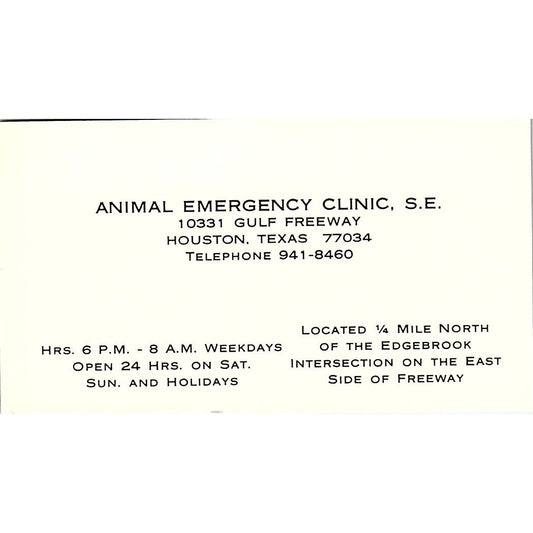 ANIMAL EMERGENCY CLINIC, S.E.
10331 GULF FREEWAY
HOUSTON, TEXAS 77034
TELEPHONE 941-8460
HRS. 6 P.M. - 8 A.M. WEEKDAYS
OPEN 24 HRS. ON SAT.
SUN. AND HOLIDAYS
LOCATED ¼ MILE NORTH
OF THE EDGEBROOK
INTERSECTION ON THE EAST
SIDE OF FREEWAY